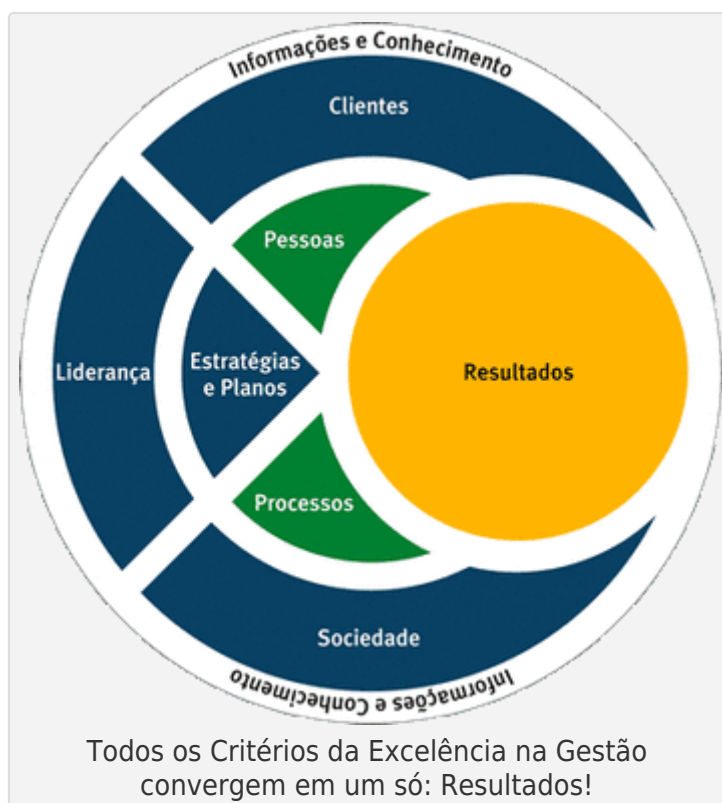 Informações e Conhecimento
Clientes
Pessoas
Liderança
Estratégias
e Planos
Resultados
Processos
Sociedade
Informações e Conhecimento
Todos os Critérios da Excelência na Gestão
convergem em um só: Resultados!